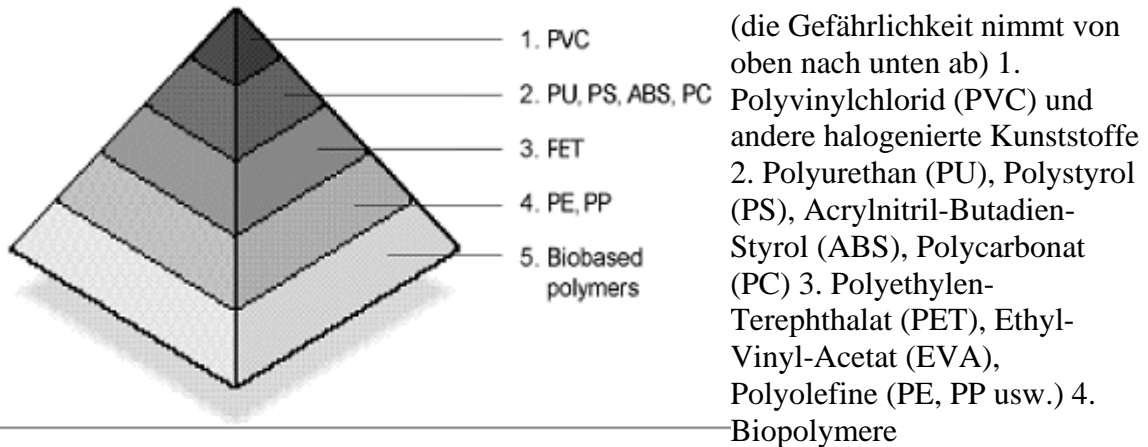 1. PVC
2. PU, PS, ABS, PC
3. FET
4. PE, PP
5. Biobased
polymers
(die Gefährlichkeit nimmt von
oben nach unten ab) 1.
Polyvinylchlorid (PVC) und
andere halogenierte Kunststoffe
2. Polyurethan (PU), Polystyrol
(PS), Acrylnitril-Butadien-
Styrol (ABS), Polycarbonat
(PC) 3. Polyethylen-
Terephthalat (PET), Ethyl-
Vinyl-Acetat (EVA),
Polyolefine (PE, PP usw.) 4.
Biopolymere